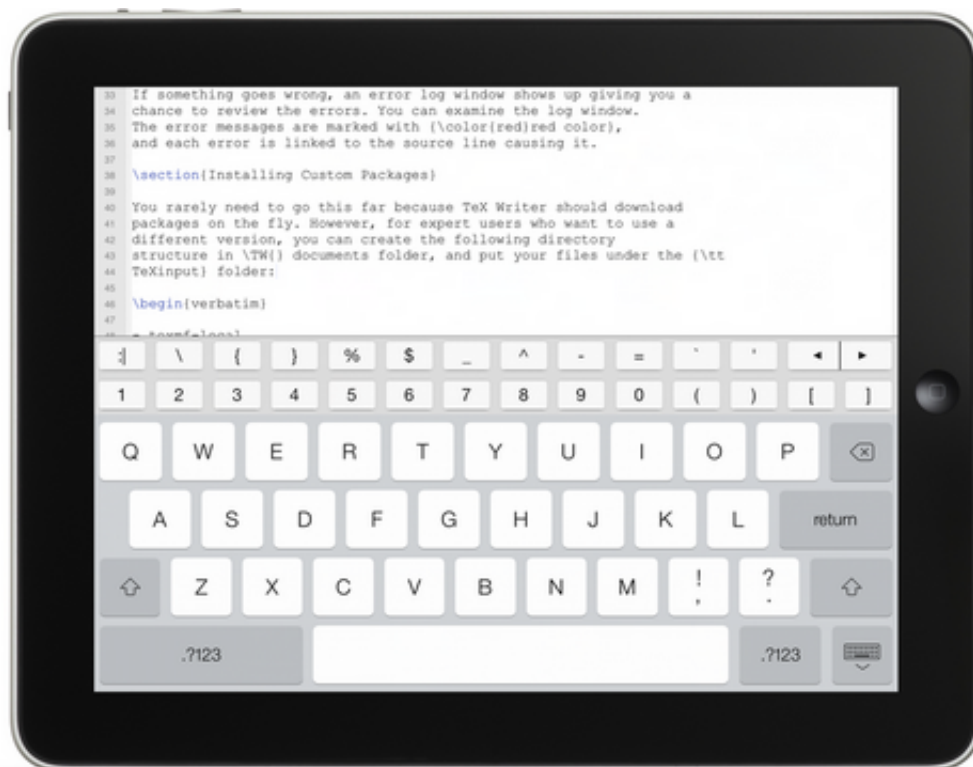 33 If something goes wrong, an error log window shows up giving you a
34 chance to review the errors. You can examine the log window.
35 The error messages are marked with {\color{red}red color},
36 and each error is linked to the source line causing it.
37
38 \section{Installing Custom Packages}
39
40 You rarely need to go this far because TeX Writer should download
41 packages on the fly. However, for expert users who want to use a
42 different version, you can create the following directory
43 structure in \TW{} documents folder, and put your files under the {\tt
44 TeXinput} folder:
45
46 \begin{verbatim}
47
48 - texmf-local
:| \ { } % $ _ ^ - = ` ' ◄ ►
1 2 3 4 5 6 7 8 9 0 ( ) [ ]
Q W E R T Y U I O P
A S D F G H J K L return
Z X C V B N M ! , ? .
.?123 .?123